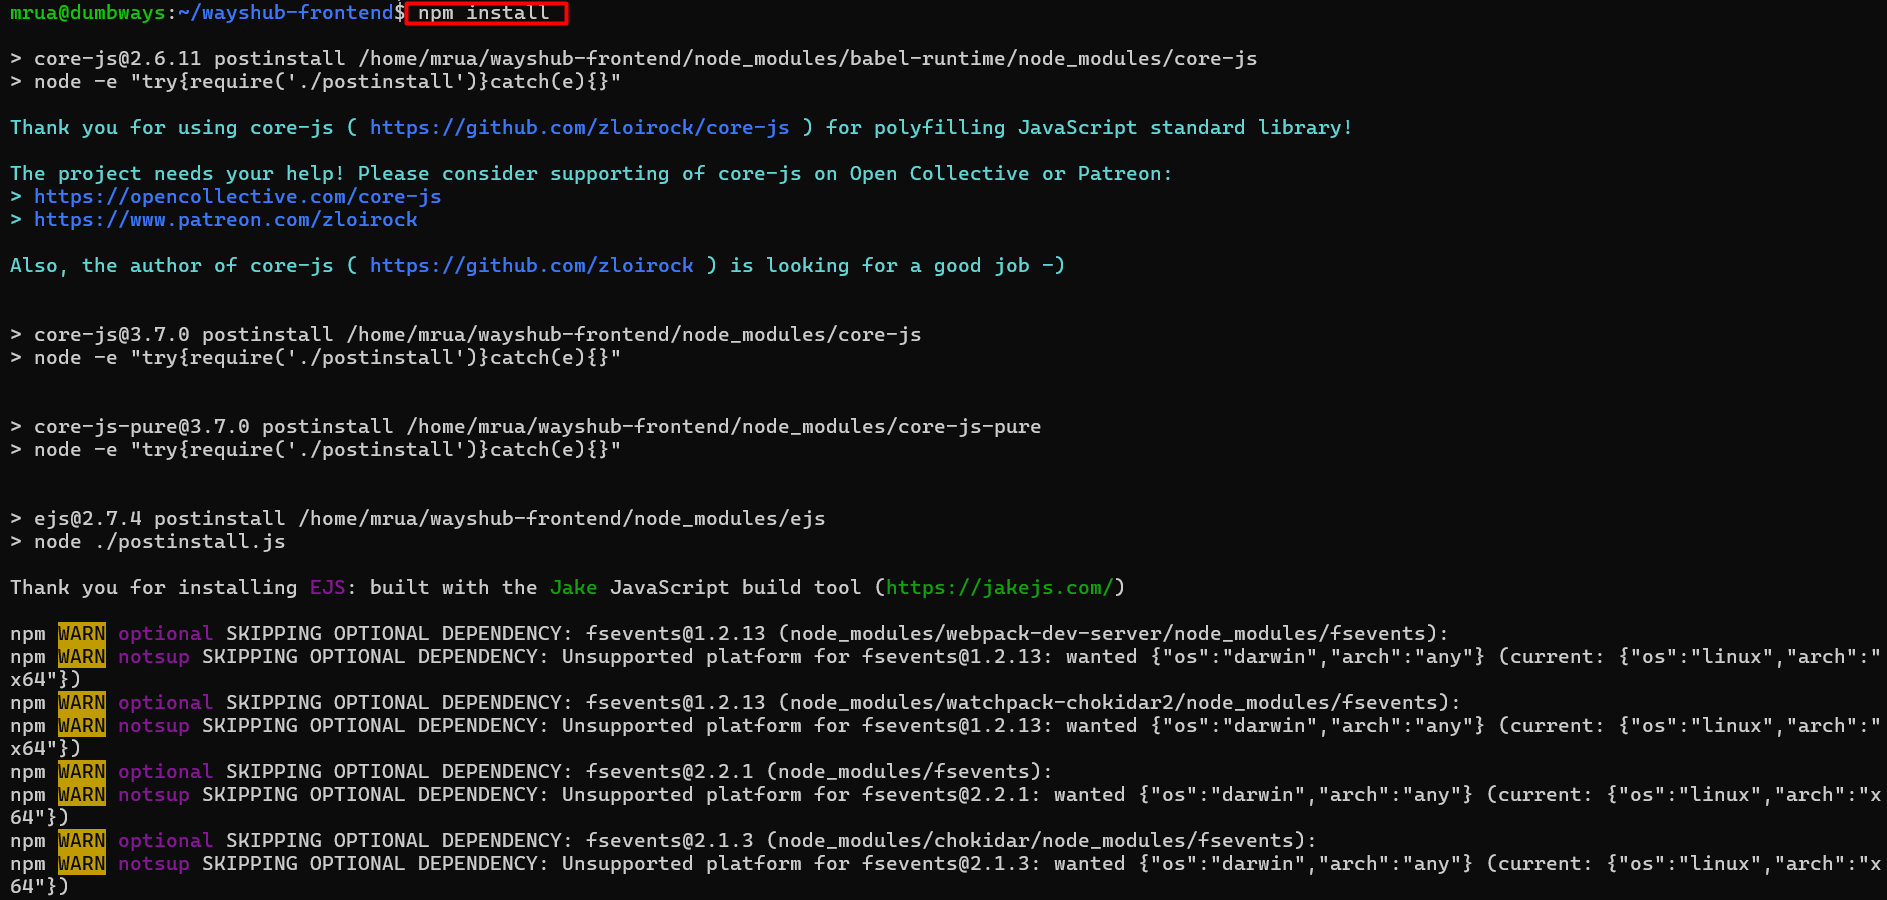 mrua@dumbways:~/wayshub-frontend$ npm install
> core-js@2.6.11 postinstall /home/mrua/wayshub-frontend/node_modules/babel-runtime/node_modules/core-js
> node -e "try{require('./postinstall')}catch(e){}"
Thank you for using core-js ( https://github.com/zloirock/core-js ) for polyfilling JavaScript standard library!
The project needs your help! Please consider supporting of core-js on Open Collective or Patreon:
> https://opencollective.com/core-js
> https://www.patreon.com/zloirock
Also, the author of core-js ( https://github.com/zloirock ) is looking for a good job -)
> core-js@3.7.0 postinstall /home/mrua/wayshub-frontend/node_modules/core-js
> node -e "try{require('./postinstall')}catch(e){}"
> core-js-pure@3.7.0 postinstall /home/mrua/wayshub-frontend/node_modules/core-js-pure
> node -e "try{require('./postinstall')}catch(e){}"
> ejs@2.7.4 postinstall /home/mrua/wayshub-frontend/node_modules/ejs
> node ./postinstall.js
Thank you for installing EJS: built with the Jake JavaScript build tool (https://jakejs.com/)
npm WARN optional SKIPPING OPTIONAL DEPENDENCY: fsevents@1.2.13 (node_modules/webpack-dev-server/node_modules/fsevents):
npm WARN notsup SKIPPING OPTIONAL DEPENDENCY: Unsupported platform for fsevents@1.2.13: wanted {"os":"darwin","arch":"any"} (current: {"os":"linux","arch":"
x64"})
npm WARN optional SKIPPING OPTIONAL DEPENDENCY: fsevents@1.2.13 (node_modules/watchpack-chokidar2/node_modules/fsevents):
npm WARN notsup SKIPPING OPTIONAL DEPENDENCY: Unsupported platform for fsevents@1.2.13: wanted {"os":"darwin","arch":"any"} (current: {"os":"linux","arch":"
x64"})
npm WARN optional SKIPPING OPTIONAL DEPENDENCY: fsevents@2.2.1 (node_modules/fsevents):
npm WARN notsup SKIPPING OPTIONAL DEPENDENCY: Unsupported platform for fsevents@2.2.1: wanted {"os":"darwin","arch":"any"} (current: {"os":"linux","arch":"x
64"})
npm WARN optional SKIPPING OPTIONAL DEPENDENCY: fsevents@2.1.3 (node_modules/chokidar/node_modules/fsevents):
npm WARN notsup SKIPPING OPTIONAL DEPENDENCY: Unsupported platform for fsevents@2.1.3: wanted {"os":"darwin","arch":"any"} (current: {"os":"linux","arch":"x
64"})